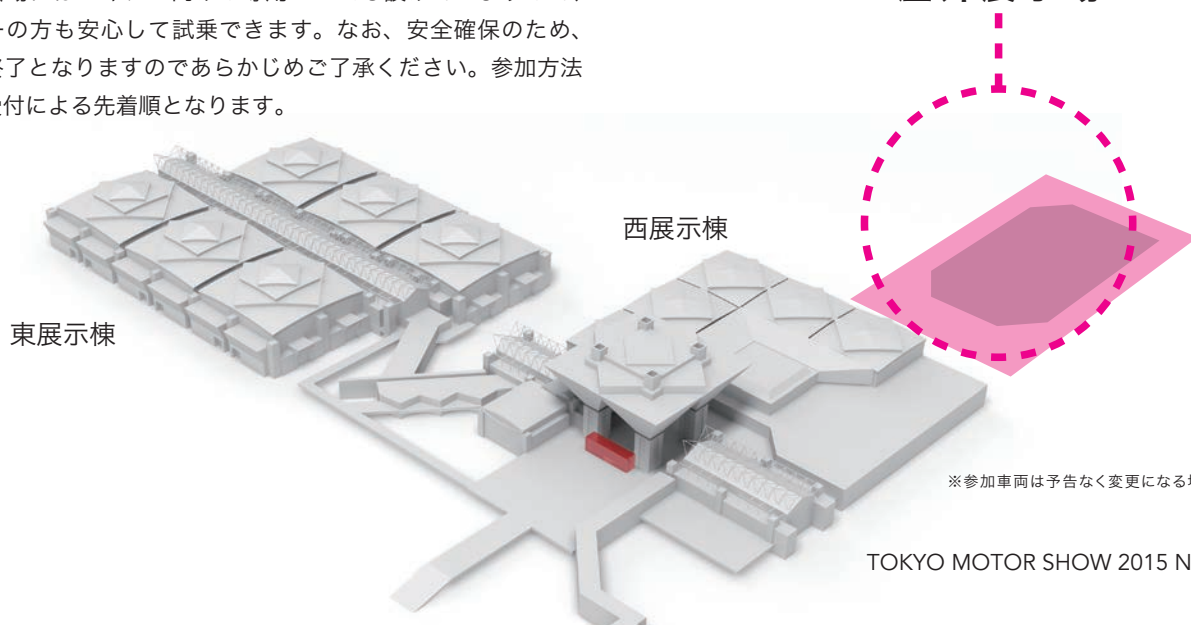 ーの方も安心して試乗できます。なお、安全確保のため、
終了となりますのであらかじめご了承ください。参加方法
受付による先着順となります。
西展示棟
東展示棟
※参加車両は予告なく変更になる
TOKYO MOTOR SHOW 2015 N